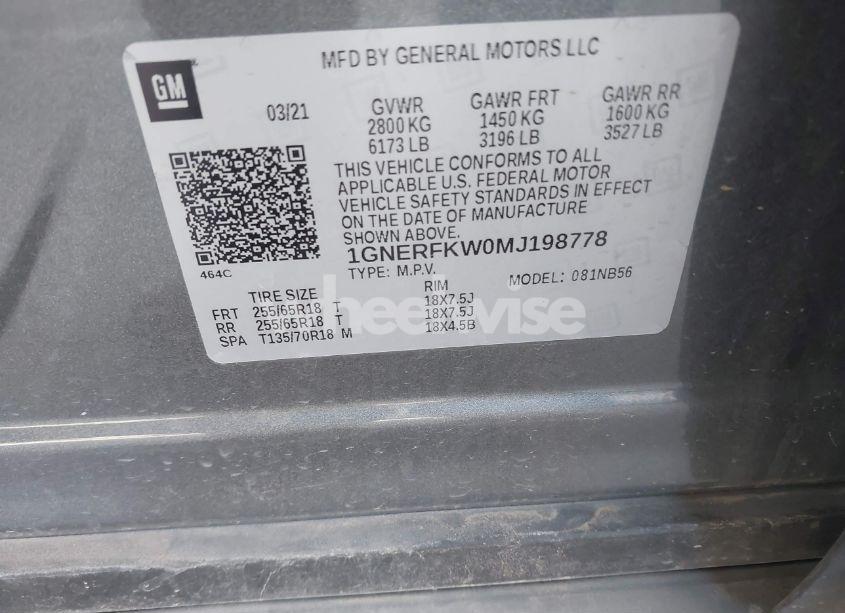 MFD BY GENERAL MOTORS LLC
GM
03/21 GVWR GAWR FRT GAWR RR
2800 KG 1450 KG 1600 KG
6173 LB 3196 LB 3527 LB
THIS VEHICLE CONFORMS TO ALL
APPLICABLE U.S. FEDERAL MOTOR
VEHICLE SAFETY STANDARDS IN EFFECT
ON THE DATE OF MANUFACTURE
SHOWN ABOVE.
464C
1GNERFKW0MJ198778
TYPE: M.P.V. MODEL: 081NB56
TIRE SIZE RIM
FRT 255/65R18 T 18X7.5J
RR 255/65R18 T 18X7.5J
SPA T135/70R18 M 18X4.5B